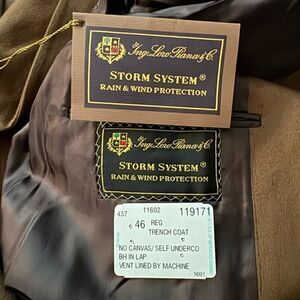 Ing. Loro Piana & C.
STORM SYSTEM®
RAIN & WIND PROTECTION
Ing. Loro Piana & C.
STORM SYSTEM®
RAIN & WIND PROTECTION
437 11602 119171
46 REG
TRENCH COAT
NO CANVAS/ SELF UNDERCO
BH IN LAP
VENT LINED BY MACHINE
N001